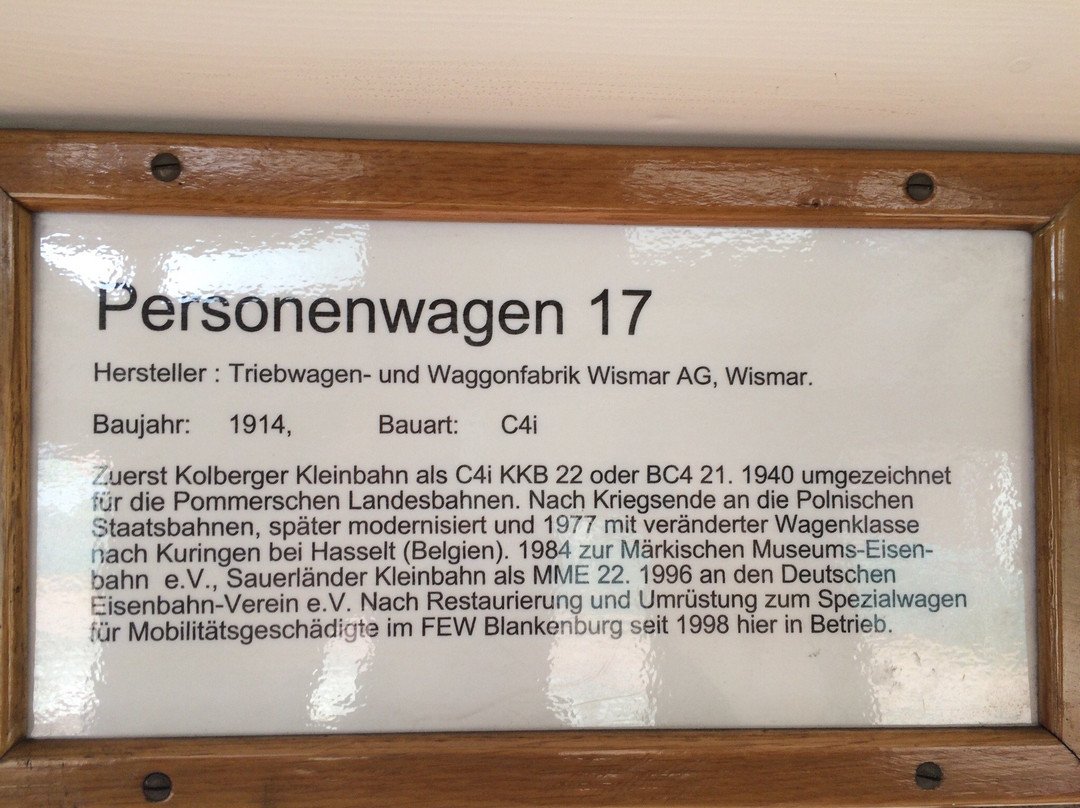 Personenwagen 17
Hersteller : Triebwagen- und Waggonfabrik Wismar AG, Wismar.
Baujahr: 1914, Bauart: C4i
Zuerst Kolberger Kleinbahn als C4i KKB 22 oder BC4 21. 1940 umgezeichnet
für die Pommerschen Landesbahnen. Nach Kriegsende an die Polnischen
Staatsbahnen, später modernisiert und 1977 mit veränderter Wagenklasse
nach Kuringen bei Hasselt (Belgien). 1984 zur Märkischen Museums-Eisen-
bahn e.V., Sauerländer Kleinbahn als MME 22. 1996 an den Deutschen
Eisenbahn-Verein e.V. Nach Restaurierung und Umrüstung zum Spezialwagen
für Mobilitätsgeschädigte im FEW Blankenburg seit 1998 hier in Betrieb.